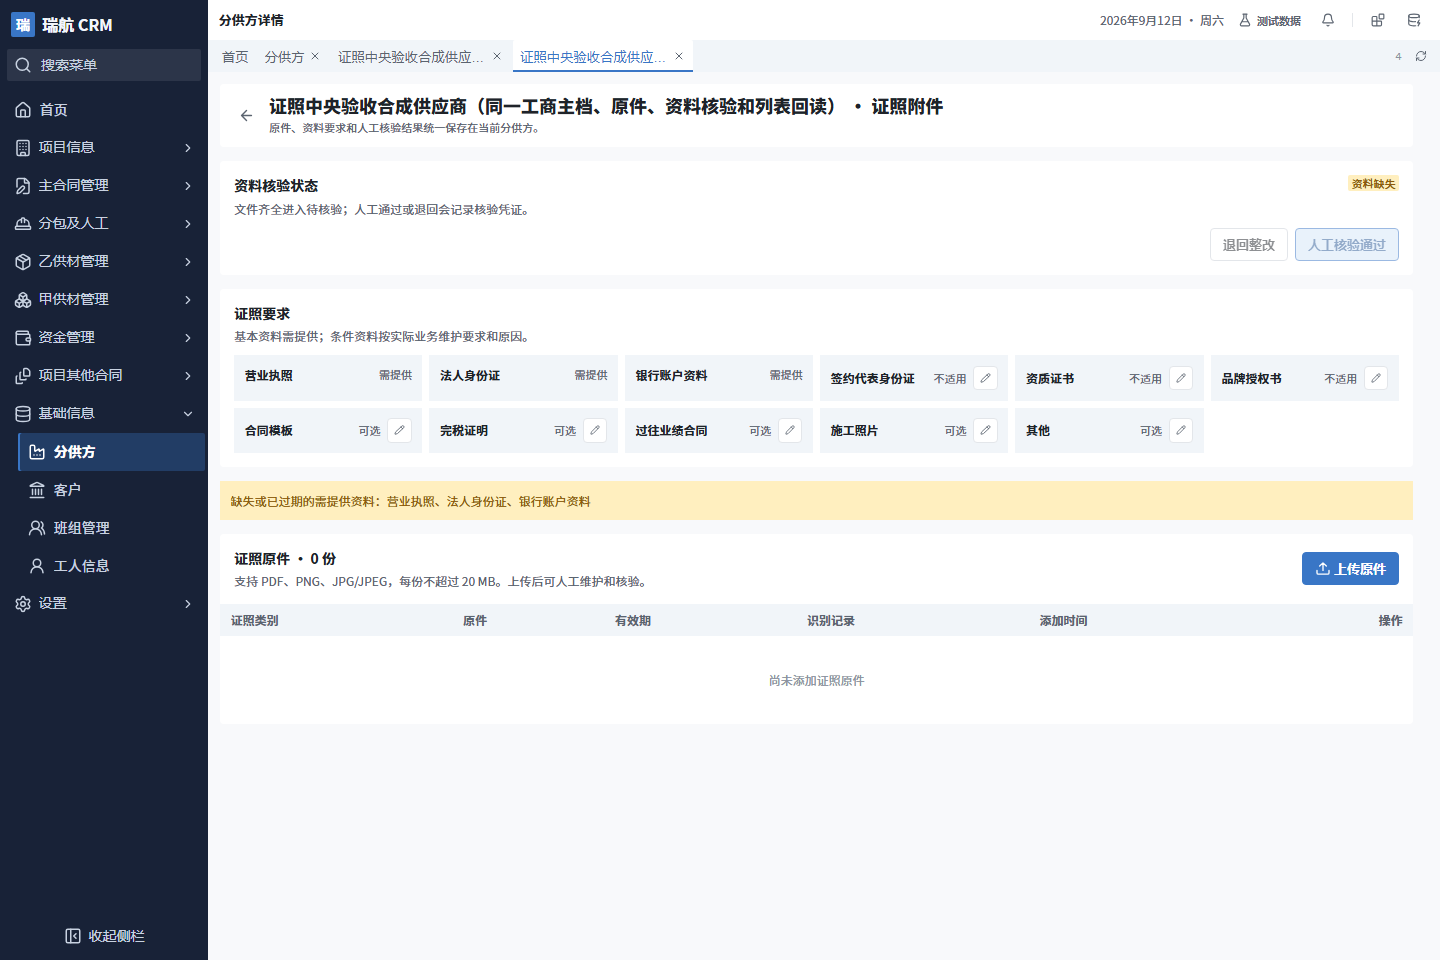 瑞 瑞航 CRM
搜索菜单
首页
项目信息
主合同管理
分包及人工
乙供材管理
甲供材管理
资金管理
项目其他合同
基础信息
分供方
客户
班组管理
工人信息
设置
收起侧栏
分供方详情
2026年9月12日 · 周六 测试数据
首页 分供方 证照中央验收合成供应... 证照中央验收合成供应... 4
证照中央验收合成供应商（同一工商主档、原件、资料核验和列表回读） · 证照附件
原件、资料要求和人工核验结果统一保存在当前分供方。
资料核验状态 资料缺失
文件齐全进入待核验；人工通过或退回会记录核验凭证。
退回整改 人工核验通过
证照要求
基本资料需提供；条件资料按实际业务维护要求和原因。
营业执照 需提供 法人身份证 需提供 银行账户资料 需提供 签约代表身份证 不适用 资质证书 不适用 品牌授权书 不适用
合同模板 可选 完税证明 可选 过往业绩合同 可选 施工照片 可选 其他 可选
缺失或已过期的需提供资料：营业执照、法人身份证、银行账户资料
证照原件 · 0 份
支持 PDF、PNG、JPG/JPEG，每份不超过 20 MB。上传后可人工维护和核验。
上传原件
证照类别 原件 有效期 识别记录 添加时间 操作
尚未添加证照原件